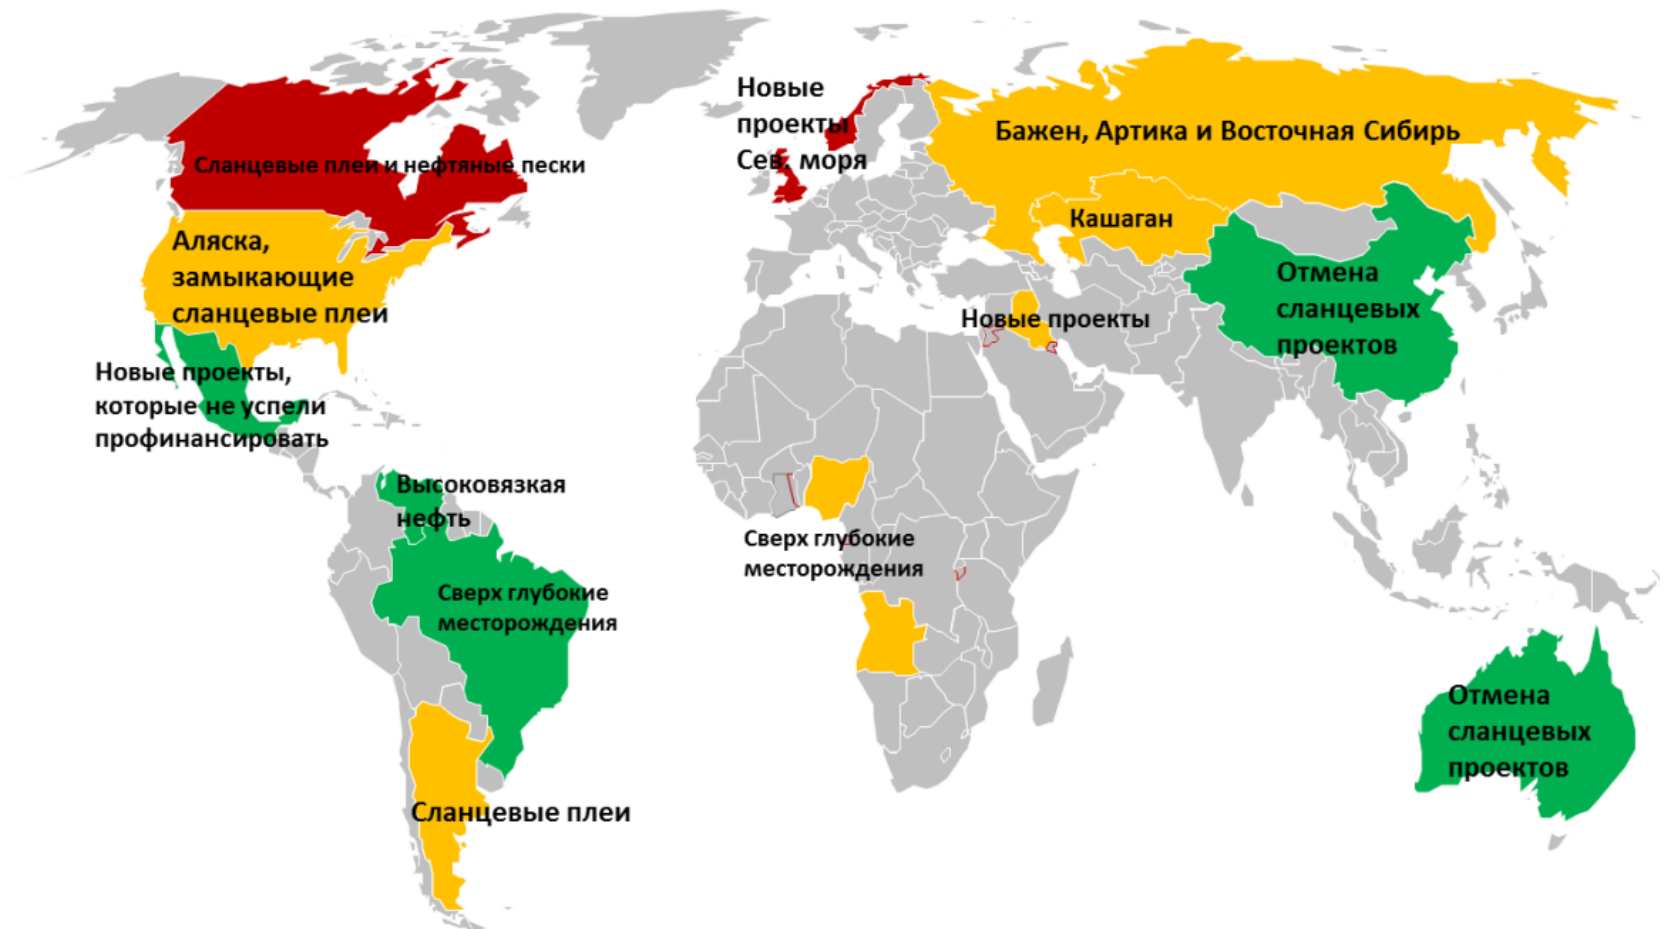 Новые
проекты
Сев. моря
Бажен, Артика и Восточная Сибирь
Сланцевые плеи и нефтяные пески
Кашаган
Аляска,
замыкающие
сланцевые плеи
Отмена
сланцевых
проектов
Новые проекты
Новые проекты,
которые не успели
профинансировать
Высоковязкая
нефть
Сверх глубокие
месторождения
Сверх глубокие
месторождения
Отмена
сланцевых
проектов
Сланцевые плеи